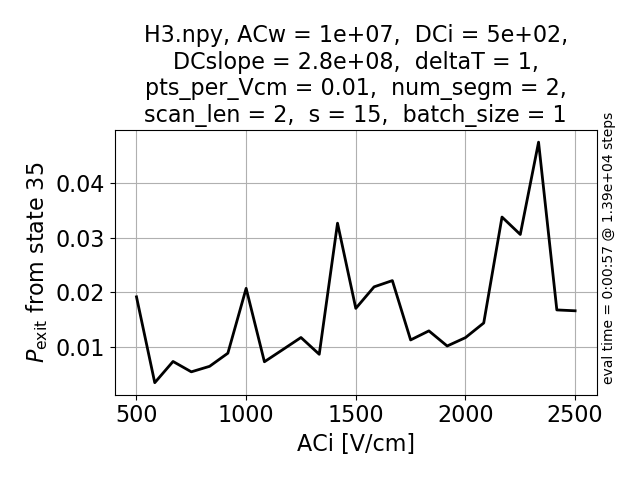 H3.npy, ACw = 1e+07,  DCi = 5e+02,
DCslope = 2.8e+08,  deltaT = 1,
pts_per_Vcm = 0.01,  num_segm = 2,
scan_len = 2,  s = 15,  batch_size = 1
P_exit from state 35
0.04
0.03
0.02
0.01
500 1000 1500 2000 2500
ACi [V/cm]
eval time = 0:00:57 @ 1.39e+04 steps